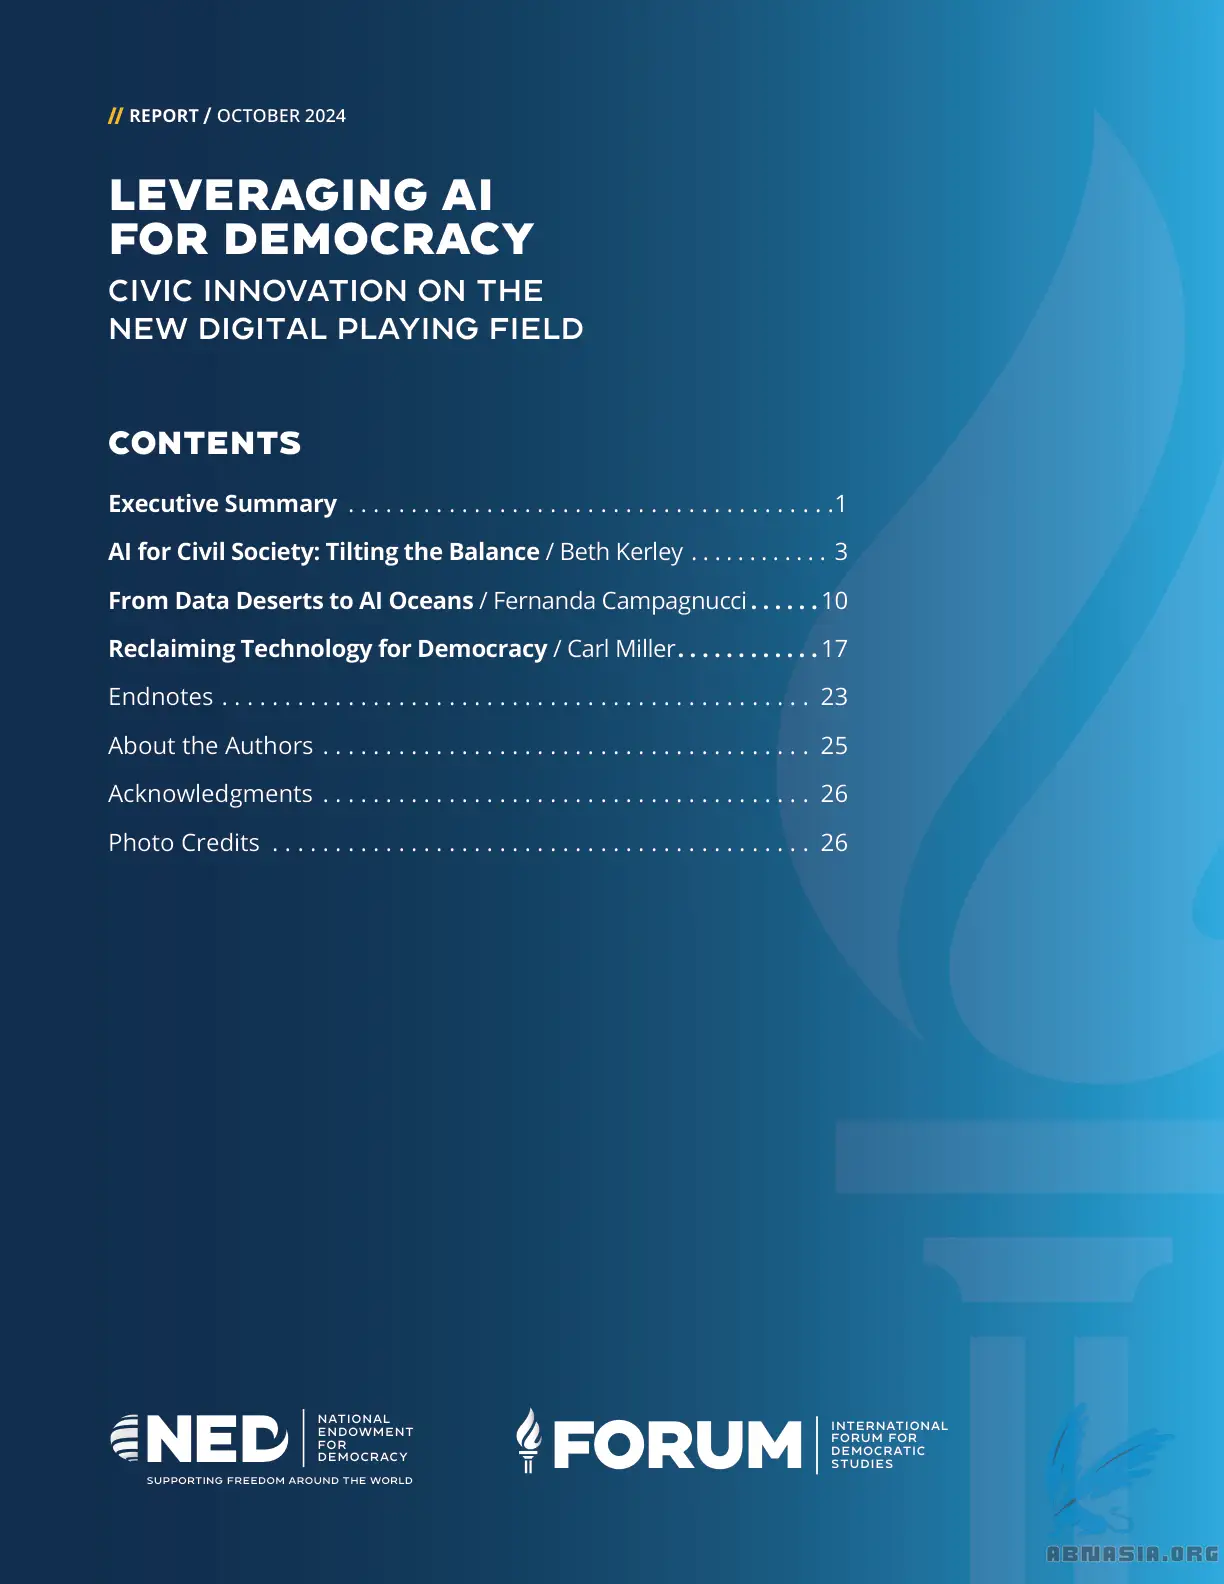 // REPORT / OCTOBER 2024
LEVERAGING AI
FOR DEMOCRACY
CIVIC INNOVATION ON THE
NEW DIGITAL PLAYING FIELD
CONTENTS
Executive Summary . . . . . . . . . . . . . . . . . . . . . . . . . . . . . . . . . . . . . . .1
AI for Civil Society: Tilting the Balance / Beth Kerley . . . . . . . . . . . . 3
From Data Deserts to AI Oceans / Fernanda Campagnucci . . . . . . 10
Reclaiming Technology for Democracy / Carl Miller . . . . . . . . . . . . 17
Endnotes . . . . . . . . . . . . . . . . . . . . . . . . . . . . . . . . . . . . . . . . . . . . . . . 23
About the Authors . . . . . . . . . . . . . . . . . . . . . . . . . . . . . . . . . . . . . . . 25
Acknowledgments . . . . . . . . . . . . . . . . . . . . . . . . . . . . . . . . . . . . . . . 26
Photo Credits . . . . . . . . . . . . . . . . . . . . . . . . . . . . . . . . . . . . . . . . . . . 26
NED
NATIONAL
ENDOWMENT
FOR
DEMOCRACY
SUPPORTING FREEDOM AROUND THE WORLD
FORUM
INTERNATIONAL
FORUM FOR
DEMOCRATIC
STUDIES
ABNASIA.ORG